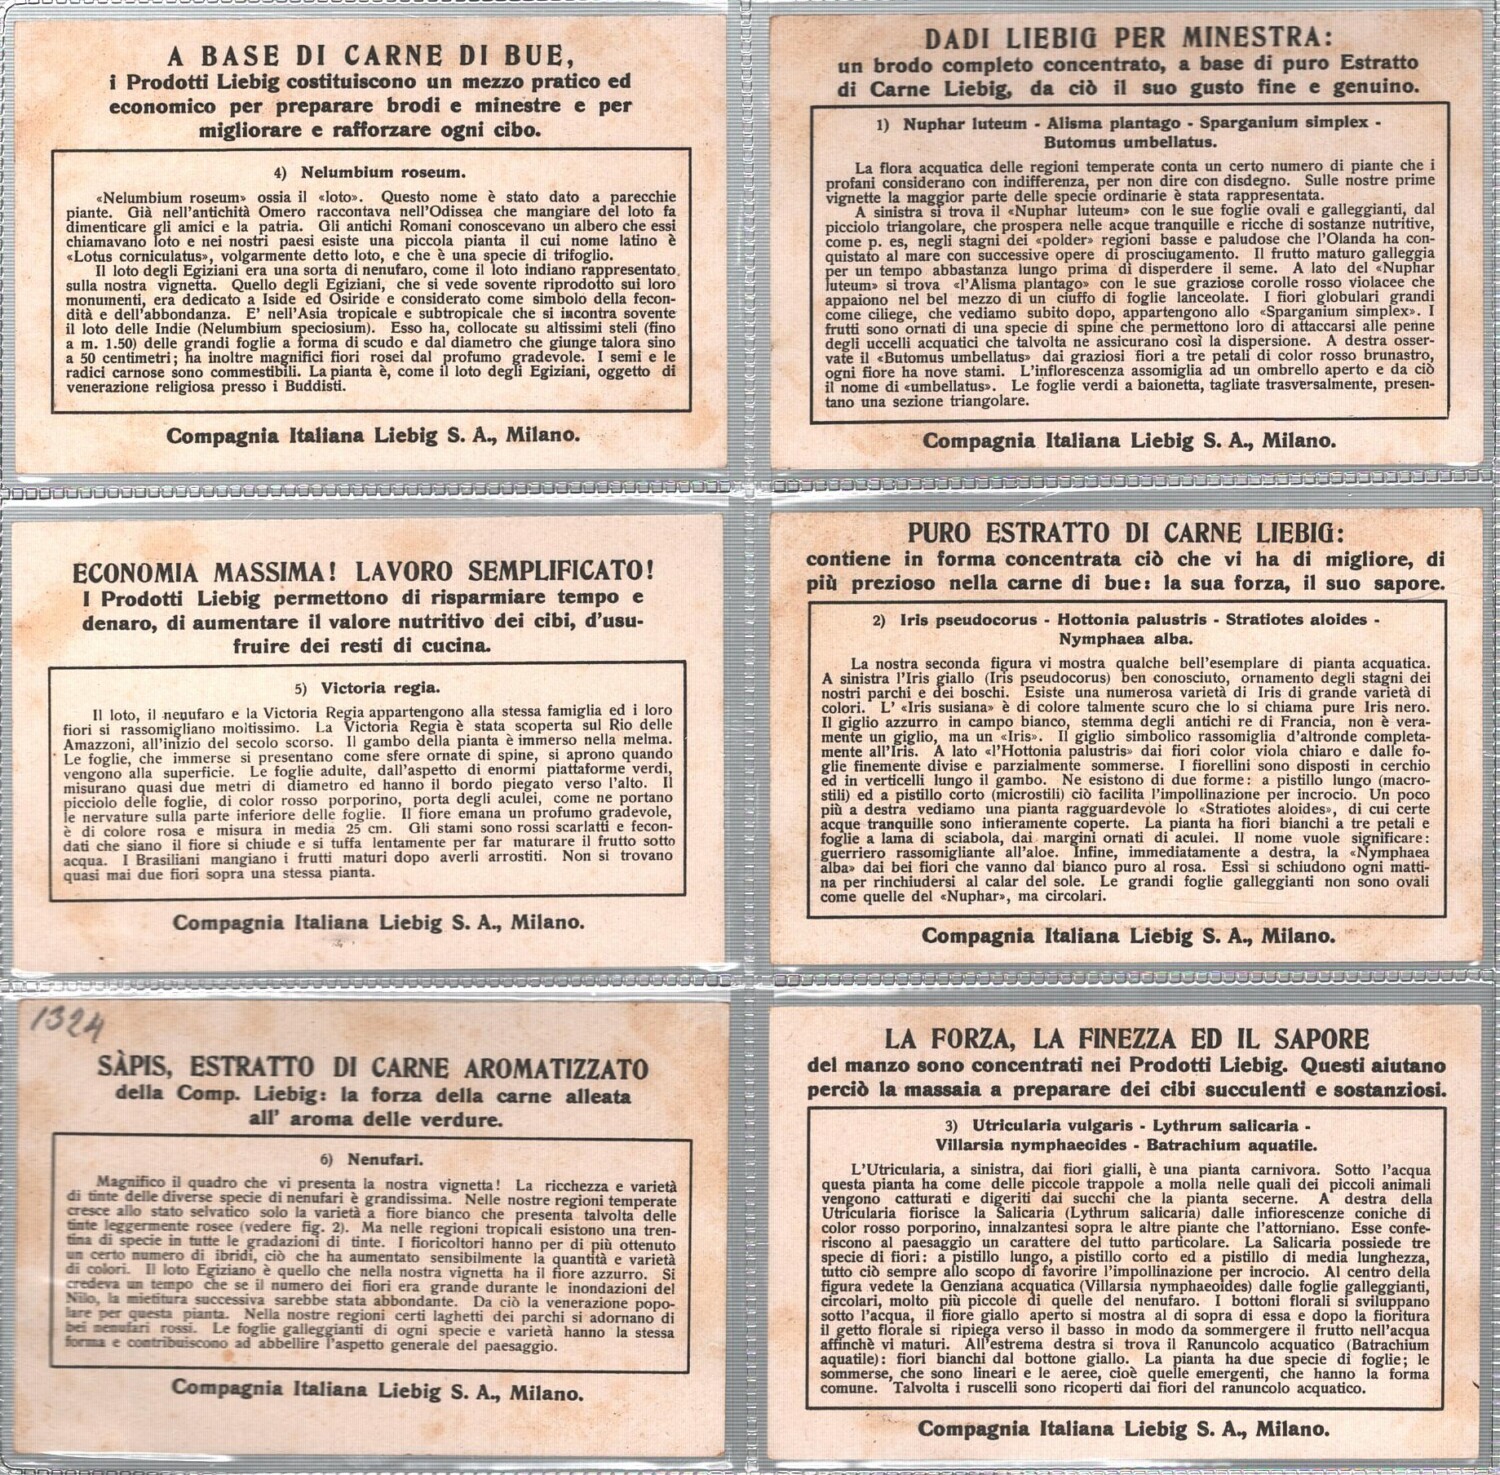 A BASE DI CARNE DI BUE,
i Prodotti Liebig costituiscono un mezzo pratico ed
economico per preparare brodi e minestre e per
migliorare e rafforzare ogni cibo.
4) Nelumbium roseum.
«Nelumbium roseum» ossia il «loto». Questo nome è stato dato a parecchie
piante. Già nell'antichità Omero raccontava nell'Odissea che mangiare del loto fa
dimenticare gli amici e la patria. Gli antichi Romani conoscevano un albero che essi
chiamavano loto e nei nostri paesi esiste una piccola pianta il cui nome latino è
«Lotus corniculatus», volgarmente detto loto, e che è una specie di trifoglio.
Il loto degli Egiziani era una sorta di nenufaro, come il loto indiano rappresentato
sulla nostra vignetta. Quello degli Egiziani, che si vede sovente riprodotto sui loro
monumenti, era dedicato a Iside ed Osiride e considerato come simbolo della fecon-
dità e dell'abbondanza. E' nell'Asia tropicale e subtropicale che si incontra sovente
il loto delle Indie (Nelumbium speciosium). Esso ha, collocate su altissimi steli (fino
a m. 1.50) delle grandi foglie a forma di scudo e dal diametro che giunge talora sino
a 50 centimetri; ha inoltre magnifici fiori rosei dal profumo gradevole. I semi e le
radici carnose sono commestibili. La pianta è, come il loto degli Egiziani, oggetto di
venerazione religiosa presso i Buddisti.
Compagnia Italiana Liebig S. A., Milano.
DADI LIEBIG PER MINESTRA:
un brodo completo concentrato, a base di puro Estratto
di Carne Liebig, da ciò il suo gusto fine e genuino.
1) Nuphar luteum - Alisma plantago - Sparganium simplex -
Butomus umbellatus.
La flora acquatica delle regioni temperate conta un certo numero di piante che i
profani considerano con indifferenza, per non dire con disdegno. Sulle nostre prime
vignette la maggior parte delle specie ordinarie è stata rappresentata.
A sinistra si trova il «Nuphar luteum» con le sue foglie ovali e galleggianti, dal
picciolo triangolare, che prospera nelle acque tranquille e ricche di sostanze nutritive,
come p. es, negli stagni dei «polder» regioni basse e paludose che l'Olanda ha con-
quistato al mare con successive opere di prosciugamento. Il frutto maturo galleggia
per un tempo abbastanza lungo prima di disperdere il seme. A lato del «Nuphar
luteum» si trova «l'Alisma plantago» con le sue graziose corolle rosso violacee che
appaiono nel bel mezzo di un ciuffo di foglie lanceolate. I fiori globulari grandi
come ciliege, che vediamo subito dopo, appartengono allo «Sparganium simplex». I
frutti sono ornati di una specie di spine che permettono loro di attaccarsi alle penne
degli uccelli acquatici che talvolta ne assicurano così la dispersione. A destra osser-
vate il «Butomus umbellatus» dai graziosi fiori a tre petali di color rosso brunastro,
ogni fiore ha nove stami. L'inflorescenza assomiglia ad un ombrello aperto e da ciò
il nome di «umbellatus». Le foglie verdi a baionetta, tagliate trasversalmente, presen-
tano una sezione triangolare.
Compagnia Italiana Liebig S. A., Milano.
ECONOMIA MASSIMA! LAVORO SEMPLIFICATO!
I Prodotti Liebig permettono di risparmiare tempo e
denaro, di aumentare il valore nutritivo dei cibi, d'usu-
fruire dei resti di cucina.
5) Victoria regia.
Il loto, il nenufaro e la Victoria Regia appartengono alla stessa famiglia ed i loro
fiori si rassomigliano moltissimo. La Victoria Regia è stata scoperta sul Rio delle
Amazzoni, all'inizio del secolo scorso. Il gambo della pianta è immerso nella melma.
Le foglie, che immerse si presentano come sfere ornate di spine, si aprono quando
vengono alla superficie. Le foglie adulte, dall'aspetto di enormi piattaforme verdi,
misurano quasi due metri di diametro ed hanno il bordo piegato verso l'alto. Il
picciolo delle foglie, di color rosso porporino, porta degli aculei, come ne portano
le nervature sulla parte inferiore delle foglie. Il fiore emana un profumo gradevole,
è di colore rosa e misura in media 25 cm. Gli stami sono rossi scarlatti e fecon-
dati che siano il fiore si chiude e si tuffa lentamente per far maturare il frutto sotto
acqua. I Brasiliani mangiano i frutti maturi dopo averli arrostiti. Non si trovano
quasi mai due fiori sopra una stessa pianta.
Compagnia Italiana Liebig S. A., Milano.
PURO ESTRATTO DI CARNE LIEBIG:
contiene in forma concentrata ciò che vi ha di migliore, di
più prezioso nella carne di bue: la sua forza, il suo sapore.
2) Iris pseudocorus - Hottonia palustris - Stratiotes aloides -
Nymphaea alba.
La nostra seconda figura vi mostra qualche bell'esemplare di pianta acquatica.
A sinistra l'Iris giallo (Iris pseudocorus) ben conosciuto, ornamento degli stagni dei
nostri parchi e dei boschi. Esiste una numerosa varietà di Iris di grande varietà di
colori. L' «Iris susiana» è di colore talmente scuro che lo si chiama pure Iris nero.
Il giglio azzurro in campo bianco, stemma degli antichi re di Francia, non è vera-
mente un giglio, ma un «Iris». Il giglio simbolico rassomiglia d'altronde completa-
mente all'Iris. A lato «l'Hottonia palustris» dai fiori color viola chiaro e dalle fo-
glie finemente divise e parzialmente sommerse. I fiorellini sono disposti in cerchio
ed in verticelli lungo il gambo. Ne esistono di due forme: a pistillo lungo (macro-
stili) ed a pistillo corto (microstili) ciò facilita l'impollinazione per incrocio. Un poco
più a destra vediamo una pianta ragguardevole lo «Stratiotes aloides», di cui certe
acque tranquille sono intieramente coperte. La pianta ha fiori bianchi a tre petali e
foglie a lama di sciabola, dai margini ornati di aculei. Il nome vuole significare:
guerriero rassomigliante all'aloe. Infine, immediatamente a destra, la «Nymphaea
alba» dai bei fiori che vanno dal bianco puro al rosa. Essi si schiudono ogni matti-
na per rinchiudersi al calar del sole. Le grandi foglie galleggianti non sono ovali
come quelle del «Nuphar», ma circolari.
Compagnia Italiana Liebig S. A., Milano.
1324
SÀPIS, ESTRATTO DI CARNE AROMATIZZATO
della Comp. Liebig: la forza della carne alleata
all' aroma delle verdure.
6) Nenufari.
Magnifico il quadro che vi presenta la nostra vignetta! La ricchezza e varietà
di tinte delle diverse specie di nenufari è grandissima. Nelle nostre regioni temperate
cresce allo stato selvatico solo la varietà a fiore bianco che presenta talvolta delle
tinte leggermente rosee (vedere fig. 2). Ma nelle regioni tropicali esistono una tren-
tina di specie in tutte le gradazioni di tinte. I fioricoltori hanno per di più ottenuto
un certo numero di ibridi, ciò che ha aumentato sensibilmente la quantità e varietà
di colori. Il loto Egiziano è quello che nella nostra vignetta ha il fiore azzurro. Si
credeva un tempo che se il numero dei fiori era grande durante le inondazioni del
Nilo, la mietitura successiva sarebbe stata abbondante. Da ciò la venerazione popo-
lare per questa pianta. Nella nostre regioni certi laghetti dei parchi si adornano di
bei nenufari rossi. Le foglie galleggianti di ogni specie e varietà hanno la stessa
forma e contribuiscono ad abbellire l'aspetto generale del paesaggio.
Compagnia Italiana Liebig S. A., Milano.
LA FORZA, LA FINEZZA ED IL SAPORE
del manzo sono concentrati nei Prodotti Liebig. Questi aiutano
perciò la massaia a preparare dei cibi succulenti e sostanziosi.
3) Utricularia vulgaris - Lythrum salicaria -
Villarsia nymphaeoides - Batrachium aquatile.
L'Utricularia, a sinistra, dai fiori gialli, è una pianta carnivora. Sotto l'acqua
questa pianta ha come delle piccole trappole a molla nelle quali dei piccoli animali
vengono catturati e digeriti dai succhi che la pianta secerne. A destra della
Utricularia fiorisce la Salicaria (Lythrum salicaria) dalle infiorescenze coniche di
color rosso porporino, innalzantesi sopra le altre piante che l'attorniano. Esse confe-
riscono al paesaggio un carattere del tutto particolare. La Salicaria possiede tre
specie di fiori: a pistillo lungo, a pistillo corto ed a pistillo di media lunghezza,
tutto ciò sempre allo scopo di favorire l'impollinazione per incrocio. Al centro della
figura vedete la Genziana acquatica (Villarsia nymphaeoides) dalle foglie galleggianti,
circolari, molto più piccole di quelle del nenufaro. I bottoni florali si sviluppano
sotto l'acqua, il fiore giallo aperto si mostra al di sopra di essa e dopo la fioritura
il getto florale si ripiega verso il basso in modo da sommergere il frutto nell'acqua
affinchè vi maturi. All'estrema destra si trova il Ranuncolo acquatico (Batrachium
aquatile): fiori bianchi dal bottone giallo. La pianta ha due specie di foglie; le
sommerse, che sono lineari e le aeree, cioè quelle emergenti, che hanno la forma
comune. Talvolta i ruscelli sono ricoperti dai fiori del ranuncolo acquatico.
Compagnia Italiana Liebig S. A., Milano.